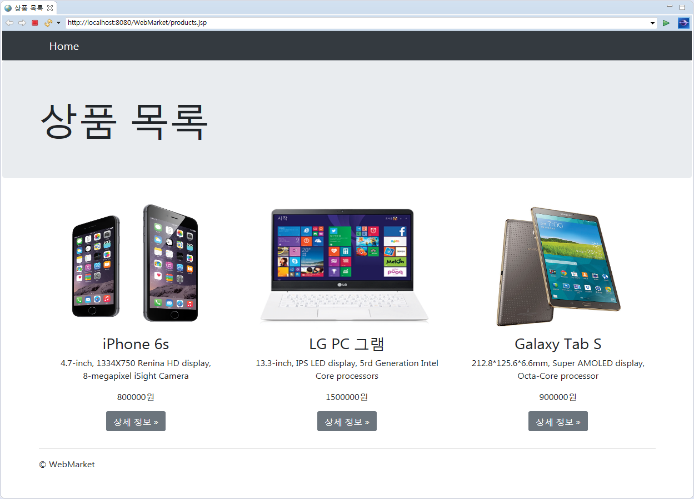 상품 목록
http://localhost:8080/WebMarket/products.jsp
Home
상품 목록
시작
LG
iPhone 6s
4.7-inch, 1334X750 Renina HD display,
8-megapixel iSight Camera
800000원
상세 정보 »
LG PC 그램
13.3-inch, IPS LED display, 5rd Generation Intel
Core processors
1500000원
상세 정보 »
Galaxy Tab S
212.8*125.6*6.6mm, Super AMOLED display,
Octa-Core processor
900000원
상세 정보 »
© WebMarket